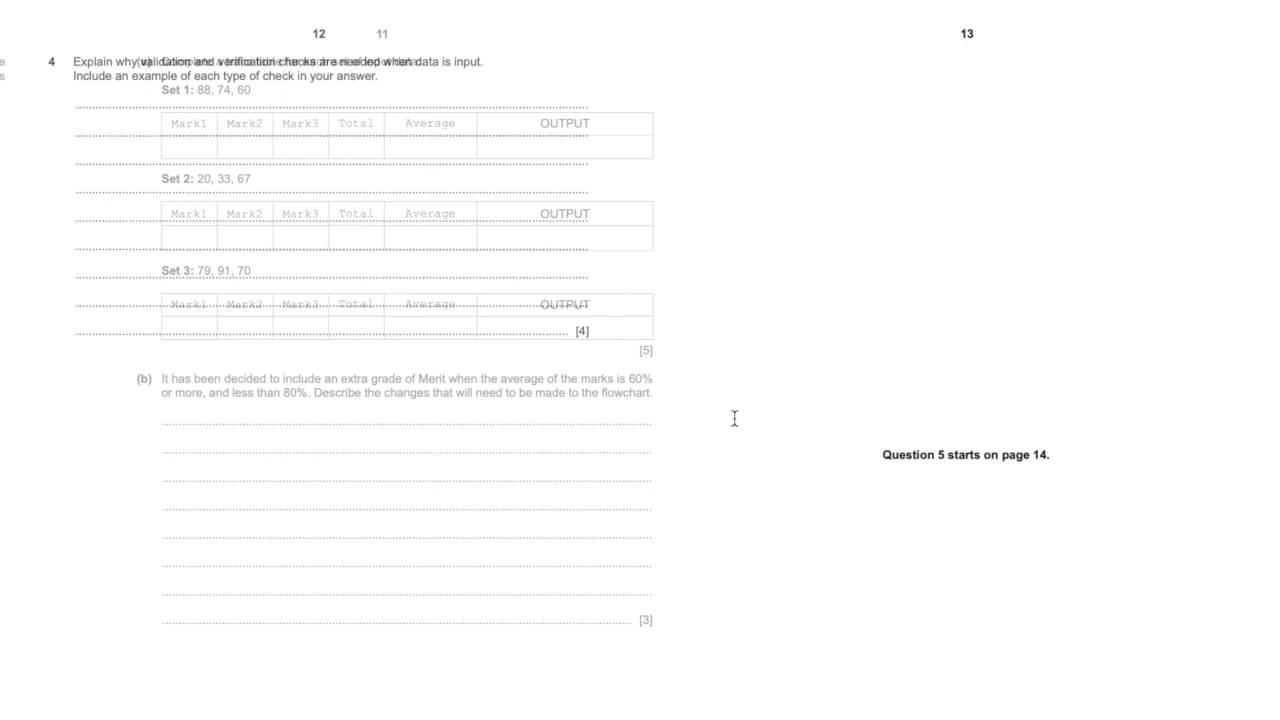 12
11
13
4 Explain why validation and verification checks are needed when data is input.
Include an example of each type of check in your answer.
(a)
Set 1: 88, 74, 60
Mark1 Mark2 Mark3 Total Average OUTPUT
Set 2: 20, 33, 67
Mark1 Mark2 Mark3 Total Average OUTPUT
Set 3: 79, 91, 70
Mark1 Mark2 Mark3 Total Average OUTPUT
[4]
[5]
(b) It has been decided to include an extra grade of Merit when the average of the marks is 60%
or more, and less than 80%. Describe the changes that will need to be made to the flowchart.
[3]
Question 5 starts on page 14.